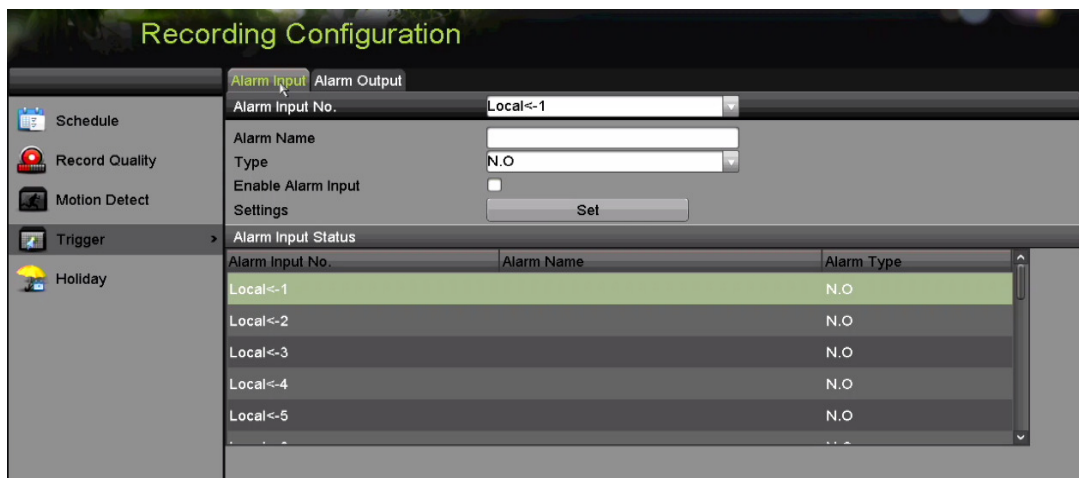 Recording Configuration
Alarm Input Alarm Output
Alarm Input No. Local<-1
Schedule
Alarm Name
Record Quality
Type N.O
Enable Alarm Input
Motion Detect
Settings Set
Trigger >
Alarm Input Status
Alarm Input No. Alarm Name Alarm Type
Holiday
Local<-1 N.O
Local<-2 N.O
Local<-3 N.O
Local<-4 N.O
Local<-5 N.O